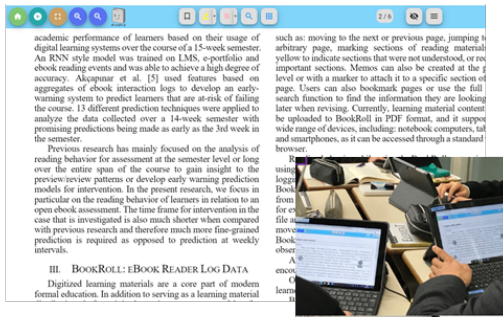 2 / 6
academic performance of learners based on their usage of
digital learning systems over the course of a 15-week semester.
An RNN style model was trained on LMS, e-portfolio and
ebook reading events and was able to achieve a high degree of
accuracy. Akçapınar et al. [5] used features based on
aggregates of ebook interaction logs to develop an early-
warning system to predict learners that are at-risk of failing
the course. 13 different prediction techniques were applied to
analyze the data collected over a 14-week semester with
promising predictions being made as early as the 3rd week in
the semester.
Previous research has mainly focused on the analysis of
reading behavior for assessment at the semester level or long
over the entire span of the course to gain insight to the
preview/review patterns or develop early warning prediction
models for intervention. In the present research, we focus in
particular on the reading behavior of learners in relation to an
open ebook assessment. The time frame for intervention in the
case that is investigated is also much shorter when compared
with previous research and therefore much more fine-grained
prediction is required as opposed to prediction at weekly
intervals.
III. BOOKROLL: EBOOK READER LOG DATA
Digitized learning materials are a core part of modern
formal education. In addition to serving as a learning material
such as: moving to the next or previous page, jumping t
arbitrary page, marking sections of reading materials
yellow to indicate sections that were not understood, or red
important sections. Memos can also be created at the p
level or with a marker to attach it to a specific section of
page. Users can also bookmark pages or use the full
search function to find the information they are looking
later when revising. Currently, learning material content
be uploaded to BookRoll in PDF format, and it suppor
wide range of devices, including: notebook computers, tab
and smartphones, as it can be accessed through a standard
browser.
using
logga
Book
from
for ex
file a
move
Book
obser
A
encou
O
learne